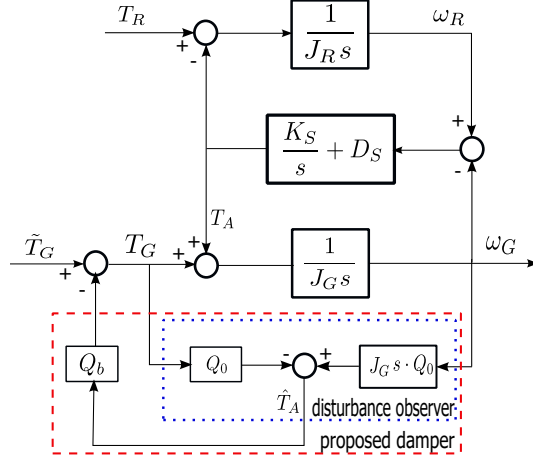 T_R
+
-
1
J_R s
ω_R
K_S
s
+ D_S
+
-
T_A
+
T̃_G
+
-
T_G
+
1
J_G s
ω_G
Q_b
Q_0
-
+
J_G s · Q_0
T̂_A
disturbance observer
proposed damper